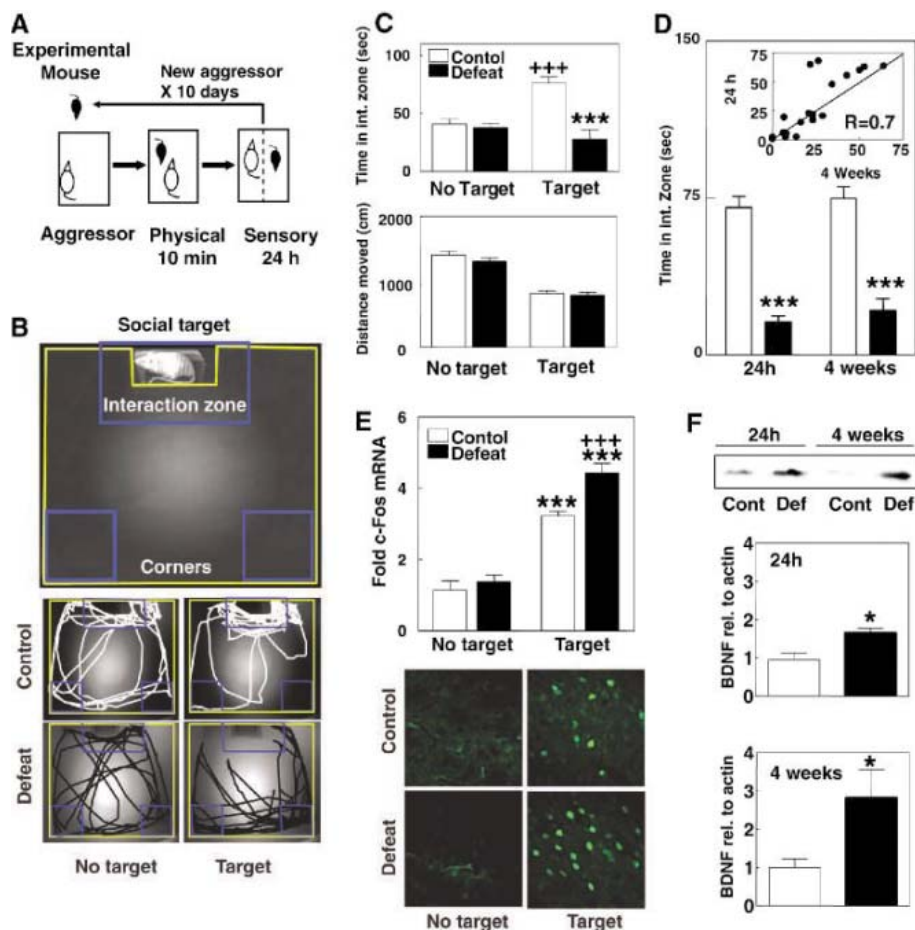 A
Experimental
Mouse
New aggressor
X 10 days
Aggressor
Physical
10 min
Sensory
24 h
B
Social target
Interaction zone
Corners
Control
Defeat
No target
Target
C
Time in int. zone (sec)
100
50
0
Contol
Defeat
+++
***
No Target
Target
Distance moved (cm)
2000
1000
0
No target
Target
D
Time in Int. Zone (sec)
150
75
0
24 h
75
50
25
0
R=0.7
0
25
50
75
4 Weeks
***
***
24h
4 weeks
E
Fold c-Fos mRNA
6
4
2
0
Contol
Defeat
***
+++
***
No target
Target
Control
Defeat
No target
Target
F
24h
4 weeks
Cont Def
Cont Def
BDNF rel. to actin
4
3
2
1
0
24h
*
BDNF rel. to actin
4
3
2
1
0
4 weeks
*